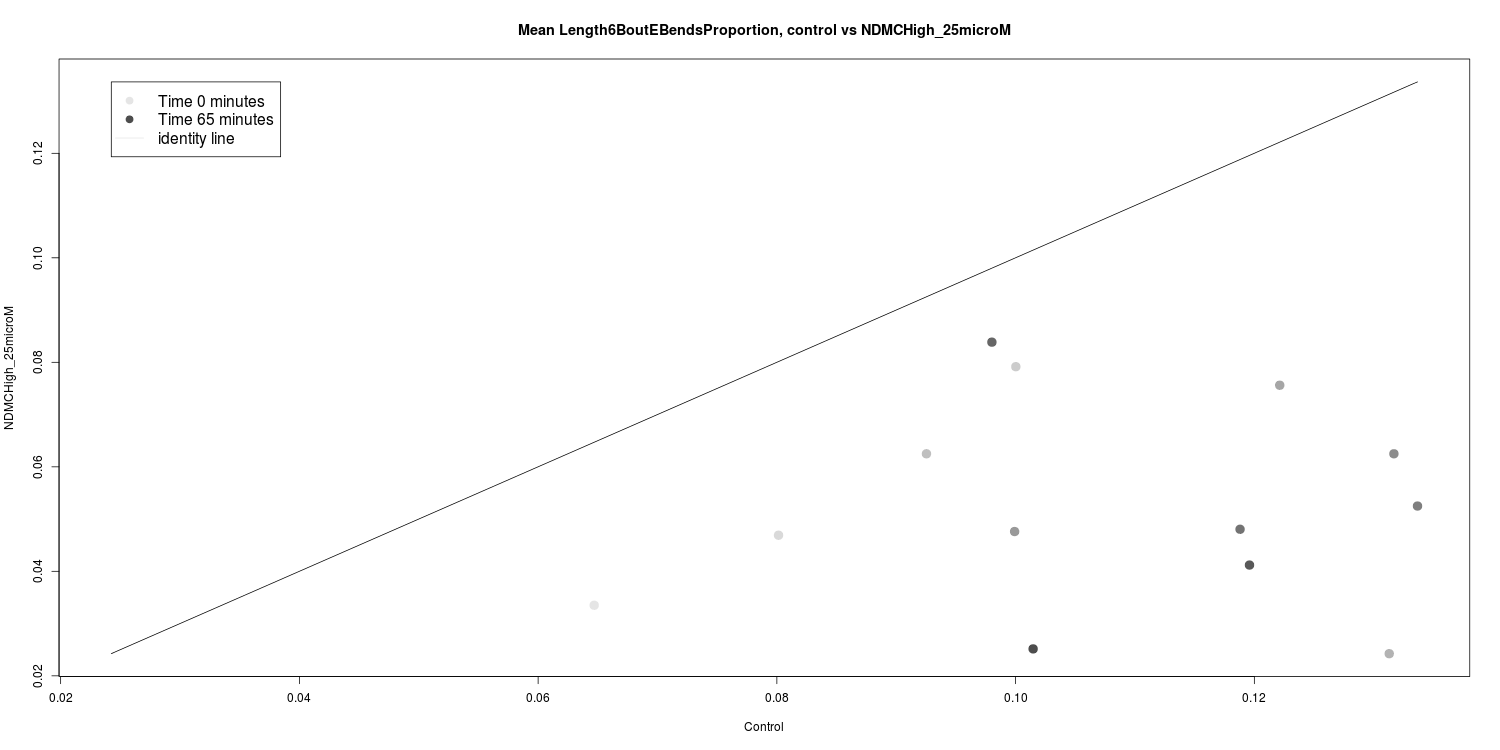 Mean Length6BoutEBendsProportion, control vs NDMCHigh_25microM
Time 0 minutes
Time 65 minutes
identity line
NDMCHigh_25microM
0.12
0.10
0.08
0.06
0.04
0.02
0.02 0.04 0.06 0.08 0.10 0.12
Control